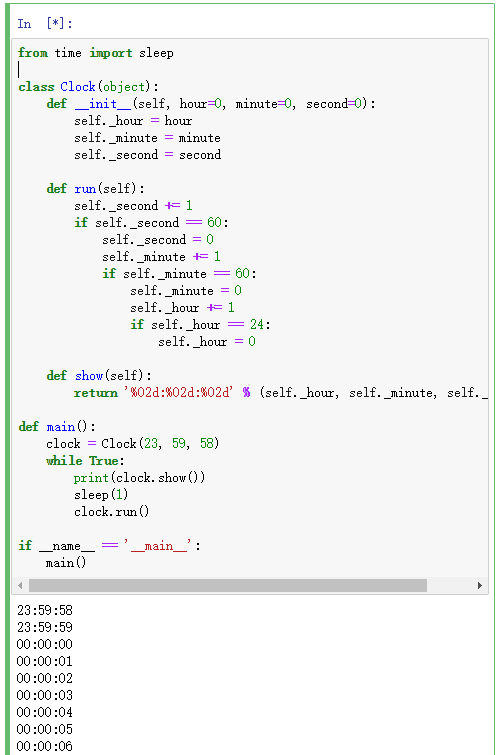 In [*]:
from time import sleep
class Clock(object):
    def __init__(self, hour=0, minute=0, second=0):
        self._hour = hour
        self._minute = minute
        self._second = second
    def run(self):
        self._second += 1
        if self._second == 60:
            self._second = 0
            self._minute += 1
            if self._minute == 60:
                self._minute = 0
                self._hour += 1
                if self._hour == 24:
                    self._hour = 0
    def show(self):
        return '%02d:%02d:%02d' % (self._hour, self._minute, self._
def main():
    clock = Clock(23, 59, 58)
    while True:
        print(clock.show())
        sleep(1)
        clock.run()
if __name__ == '__main__':
    main()
23:59:58
23:59:59
00:00:00
00:00:01
00:00:02
00:00:03
00:00:04
00:00:05
00:00:06